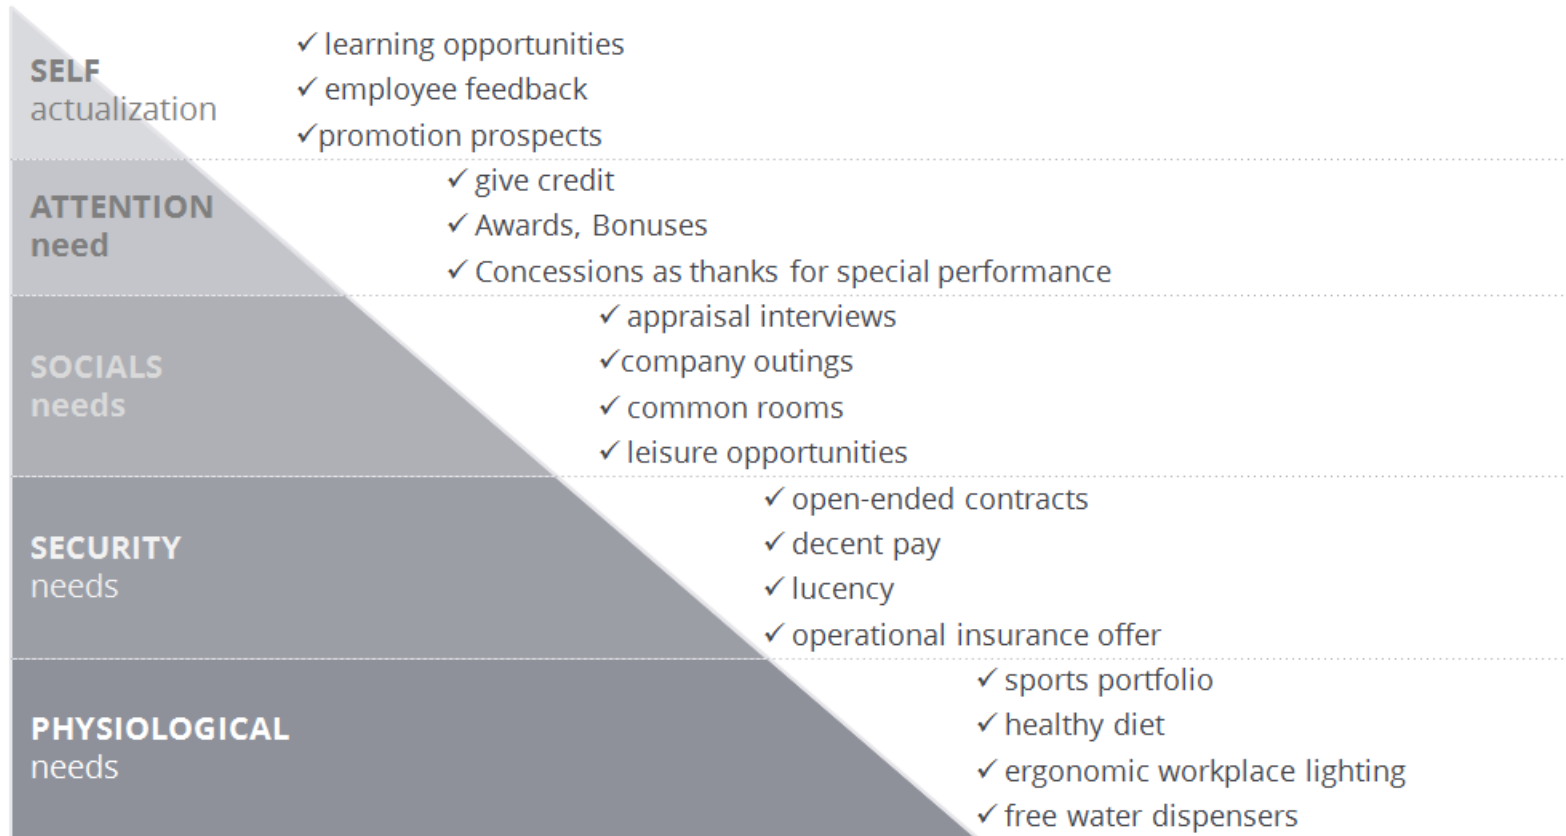 SELF
actualization
✓ learning opportunities
✓ employee feedback
✓promotion prospects
ATTENTION
need
✓ give credit
✓ Awards, Bonuses
✓ Concessions as thanks for special performance
SOCIALS
needs
✓ appraisal interviews
✓company outings
✓ common rooms
✓ leisure opportunities
SECURITY
needs
✓ open-ended contracts
✓ decent pay
✓ lucency
✓ operational insurance offer
PHYSIOLOGICAL
needs
✓ sports portfolio
✓ healthy diet
✓ ergonomic workplace lighting
✓ free water dispensers